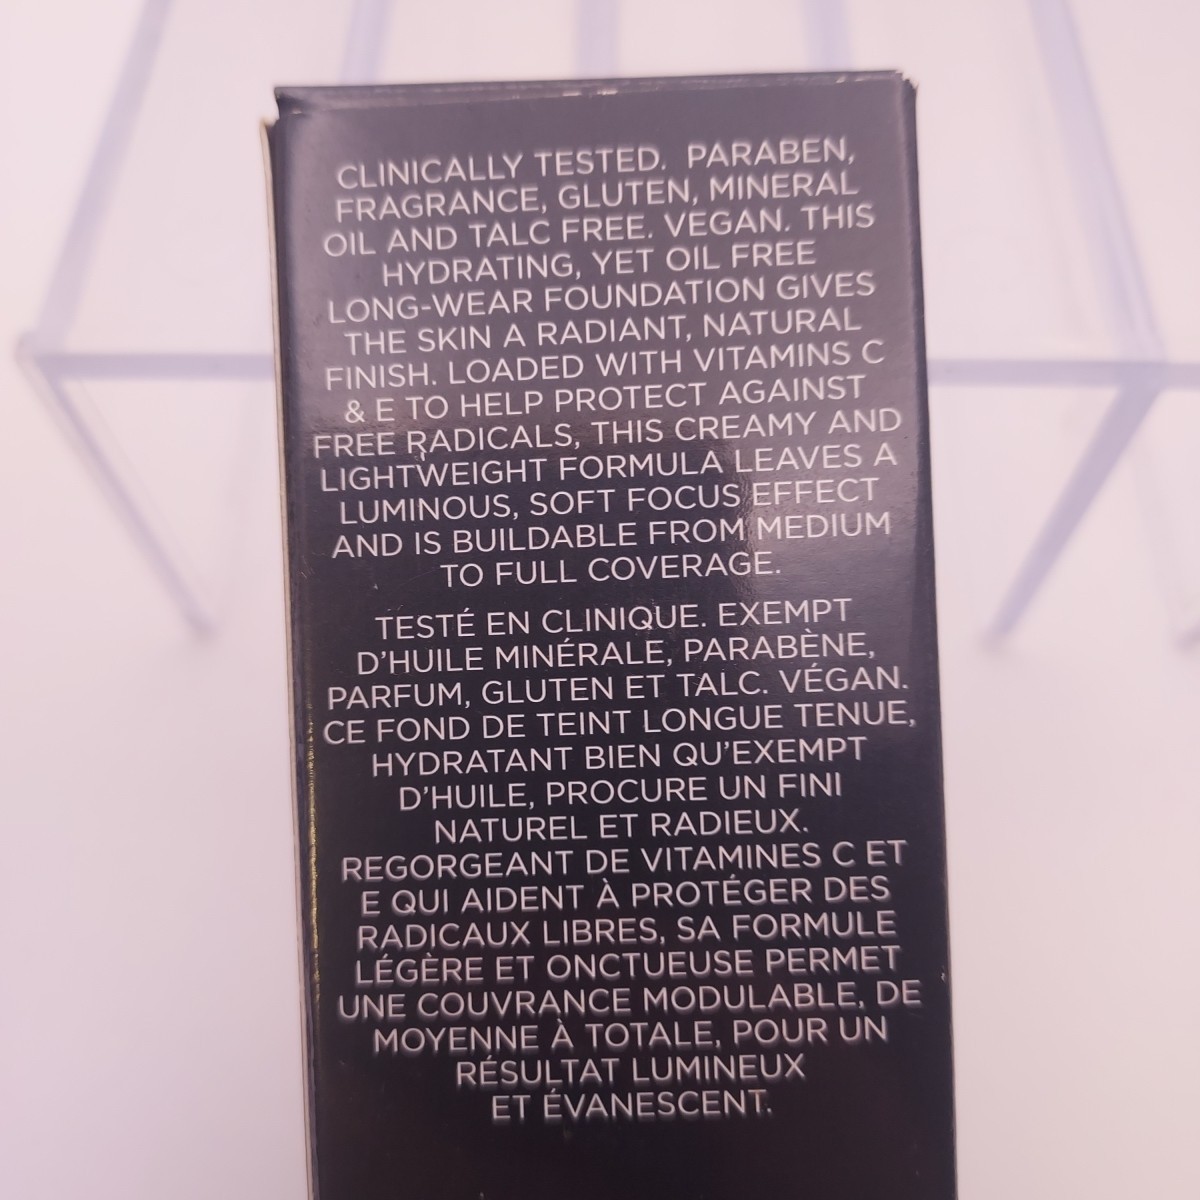 CLINICALLY TESTED. PARABEN,
FRAGRANCE, GLUTEN, MINERAL
OIL AND TALC FREE. VEGAN. THIS
HYDRATING, YET OIL FREE
LONG-WEAR FOUNDATION GIVES
THE SKIN A RADIANT, NATURAL
FINISH. LOADED WITH VITAMINS C
& E TO HELP PROTECT AGAINST
FREE RADICALS, THIS CREAMY AND
LIGHTWEIGHT FORMULA LEAVES A
LUMINOUS, SOFT FOCUS EFFECT
AND IS BUILDABLE FROM MEDIUM
TO FULL COVERAGE.
TESTÉ EN CLINIQUE. EXEMPT
D'HUILE MINÉRALE, PARABÈNE,
PARFUM, GLUTEN ET TALC. VÉGAN.
CE FOND DE TEINT LONGUE TENUE,
HYDRATANT BIEN QU'EXEMPT
D'HUILE, PROCURE UN FINI
NATUREL ET RADIEUX.
REGORGEANT DE VITAMINES C ET
E QUI AIDENT À PROTÉGER DES
RADICAUX LIBRES, SA FORMULE
LÉGÈRE ET ONCTUEUSE PERMET
UNE COUVRANCE MODULABLE, DE
MOYENNE À TOTALE, POUR UN
RÉSULTAT LUMINEUX
ET ÉVANESCENT.